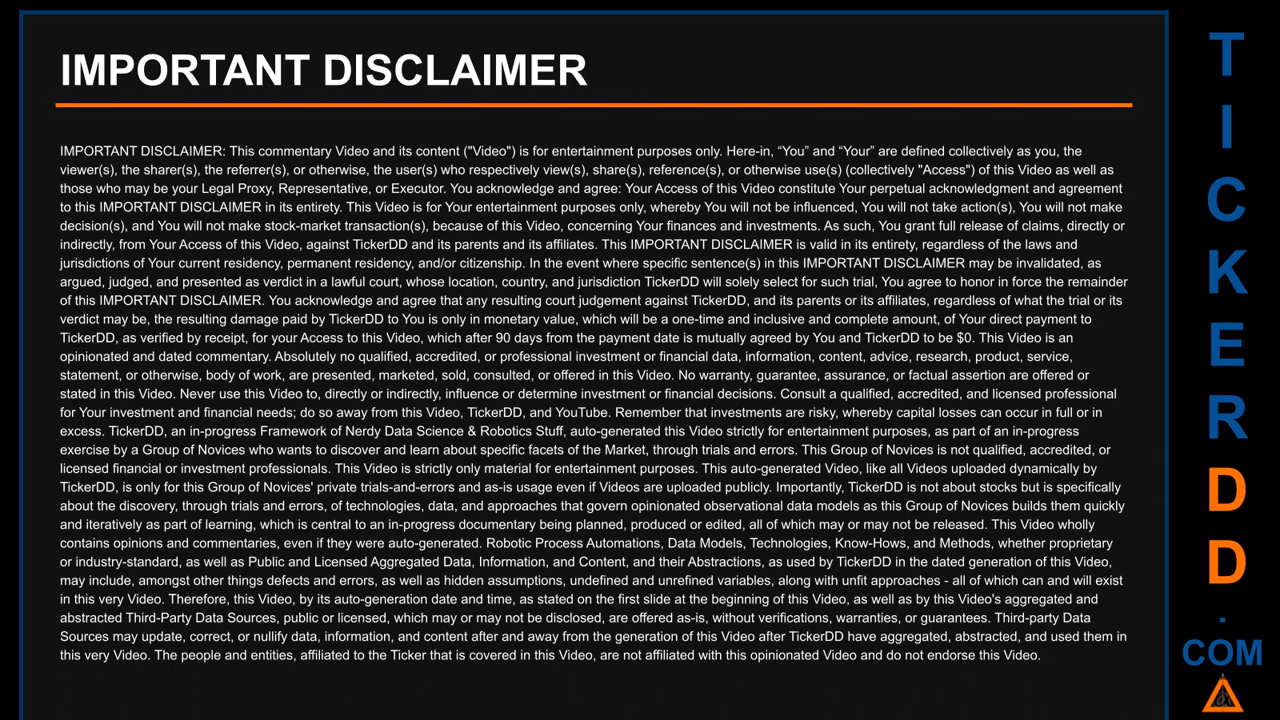 IMPORTANT DISCLAIMER
IMPORTANT DISCLAIMER: This commentary Video and its content ("Video") is for entertainment purposes only. Here-in, “You” and “Your” are defined collectively as you, the
viewer(s), the sharer(s), the referrer(s), or otherwise, the user(s) who respectively view(s), share(s), reference(s), or otherwise use(s) (collectively "Access") of this Video as well as
those who may be your Legal Proxy, Representative, or Executor. You acknowledge and agree: Your Access of this Video constitute Your perpetual acknowledgment and agreement
to this IMPORTANT DISCLAIMER in its entirety. This Video is for Your entertainment purposes only, whereby You will not be influenced, You will not take action(s), You will not make
decision(s), and You will not make stock-market transaction(s), because of this Video, concerning Your finances and investments. As such, You grant full release of claims, directly or
indirectly, from Your Access of this Video, against TickerDD and its parents and its affiliates. This IMPORTANT DISCLAIMER is valid in its entirety, regardless of the laws and
jurisdictions of Your current residency, permanent residency, and/or citizenship. In the event where specific sentence(s) in this IMPORTANT DISCLAIMER may be invalidated, as
argued, judged, and presented as verdict in a lawful court, whose location, country, and jurisdiction TickerDD will solely select for such trial, You agree to honor in force the remainder
of this IMPORTANT DISCLAIMER. You acknowledge and agree that any resulting court judgement against TickerDD, and its parents or its affiliates, regardless of what the trial or its
verdict may be, the resulting damage paid by TickerDD to You is only in monetary value, which will be a one-time and inclusive and complete amount, of Your direct payment to
TickerDD, as verified by receipt, for your Access to this Video, which after 90 days from the payment date is mutually agreed by You and TickerDD to be $0. This Video is an
opinionated and dated commentary. Absolutely no qualified, accredited, or professional investment or financial data, information, content, advice, research, product, service,
statement, or otherwise, body of work, are presented, marketed, sold, consulted, or offered in this Video. No warranty, guarantee, assurance, or factual assertion are offered or
stated in this Video. Never use this Video to, directly or indirectly, influence or determine investment or financial decisions. Consult a qualified, accredited, and licensed professional
for Your investment and financial needs; do so away from this Video, TickerDD, and YouTube. Remember that investments are risky, whereby capital losses can occur in full or in
excess. TickerDD, an in-progress Framework of Nerdy Data Science & Robotics Stuff, auto-generated this Video strictly for entertainment purposes, as part of an in-progress
exercise by a Group of Novices who wants to discover and learn about specific facets of the Market, through trials and errors. This Group of Novices is not qualified, accredited, or
licensed financial or investment professionals. This Video is strictly only material for entertainment purposes. This auto-generated Video, like all Videos uploaded dynamically by
TickerDD, is only for this Group of Novices' private trials-and-errors and as-is usage even if Videos are uploaded publicly. Importantly, TickerDD is not about stocks but is specifically
about the discovery, through trials and errors, of technologies, data, and approaches that govern opinionated observational data models as this Group of Novices builds them quickly
and iteratively as part of learning, which is central to an in-progress documentary being planned, produced or edited, all of which may or may not be released. This Video wholly
contains opinions and commentaries, even if they were auto-generated. Robotic Process Automations, Data Models, Technologies, Know-Hows, and Methods, whether proprietary
or industry-standard, as well as Public and Licensed Aggregated Data, Information, and Content, and their Abstractions, as used by TickerDD in the dated generation of this Video,
may include, amongst other things defects and errors, as well as hidden assumptions, undefined and unrefined variables, along with unfit approaches - all of which can and will exist
in this very Video. Therefore, this Video, by its auto-generation date and time, as stated on the first slide at the beginning of this Video, as well as by this Video's aggregated and
abstracted Third-Party Data Sources, public or licensed, which may or may not be disclosed, are offered as-is, without verifications, warranties, or guarantees. Third-party Data
Sources may update, correct, or nullify data, information, and content after and away from the generation of this Video after TickerDD have aggregated, abstracted, and used them in
this very Video. The people and entities, affiliated to the Ticker that is covered in this Video, are not affiliated with this opinionated Video and do not endorse this Video.
T
I
C
K
E
R
D
D
.
COM